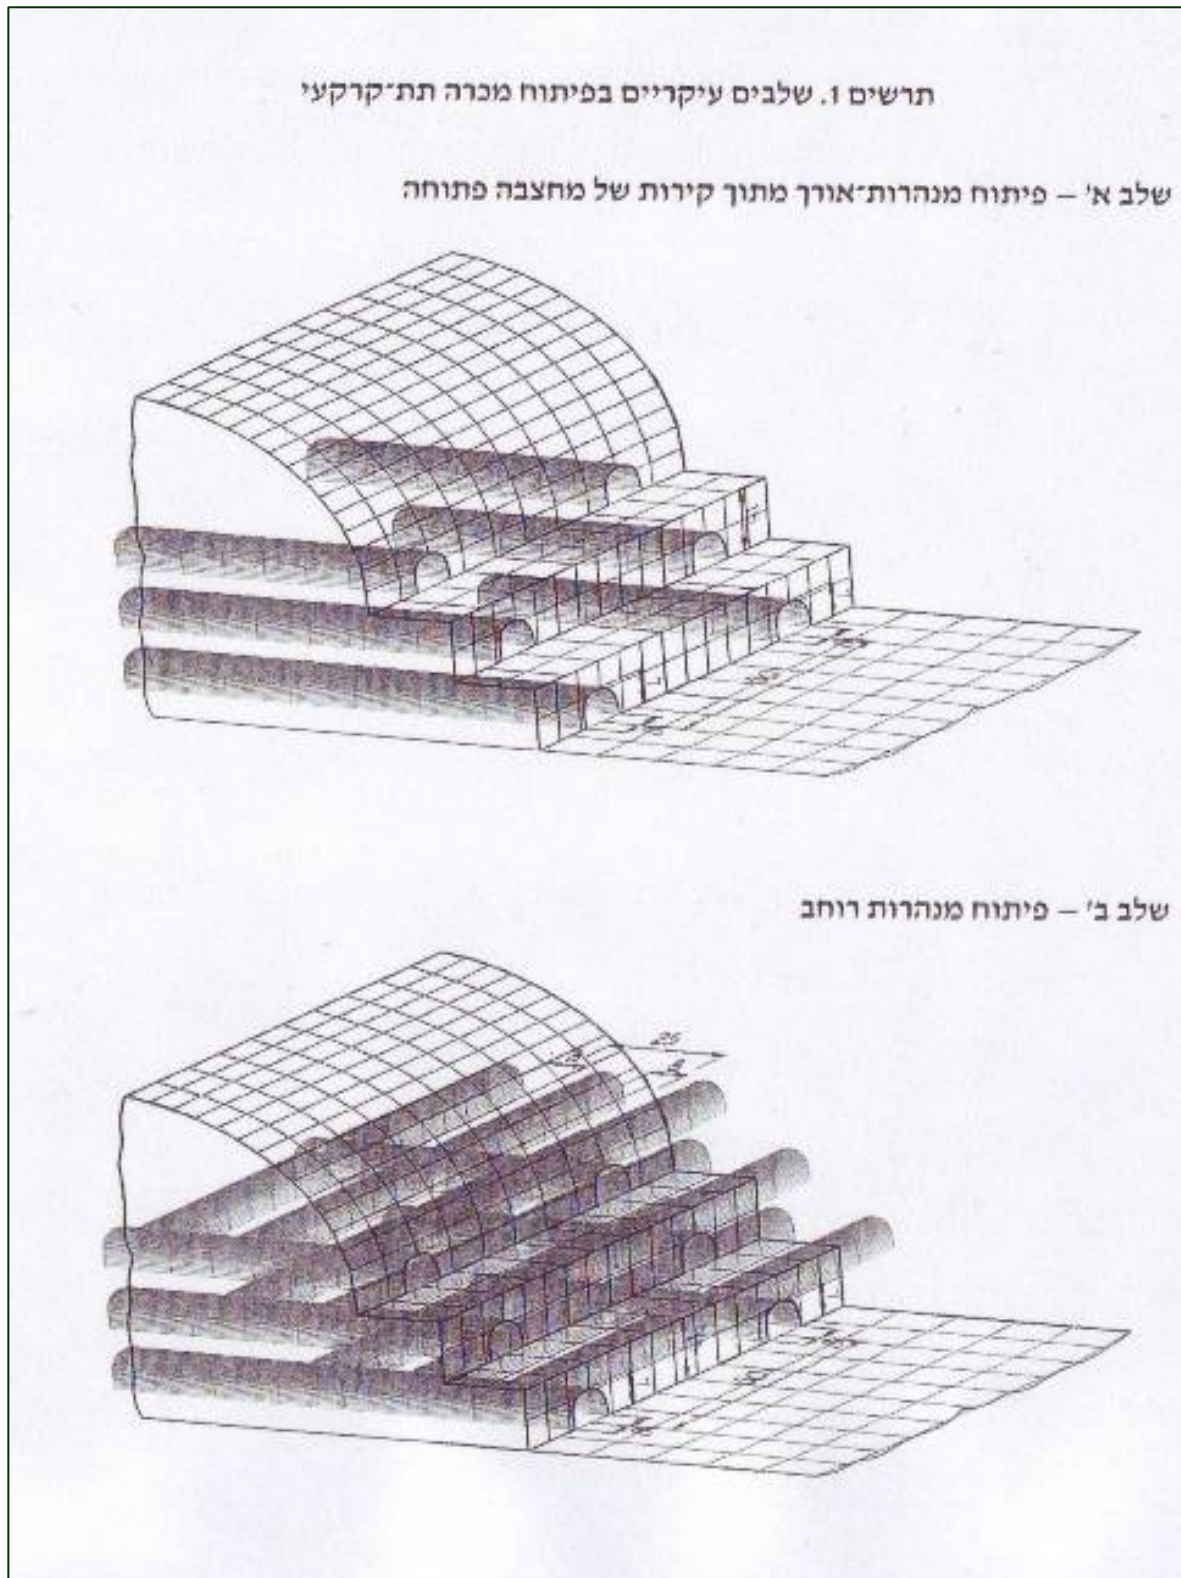 תרשים 1. שלבים עיקריים בפיתוח מכרה תת־קרקעי
שלב א' – פיתוח מנהרות־אורך מתוך קירות של מחצבה פתוחה
שלב ב' – פיתוח מנהרות רוחב